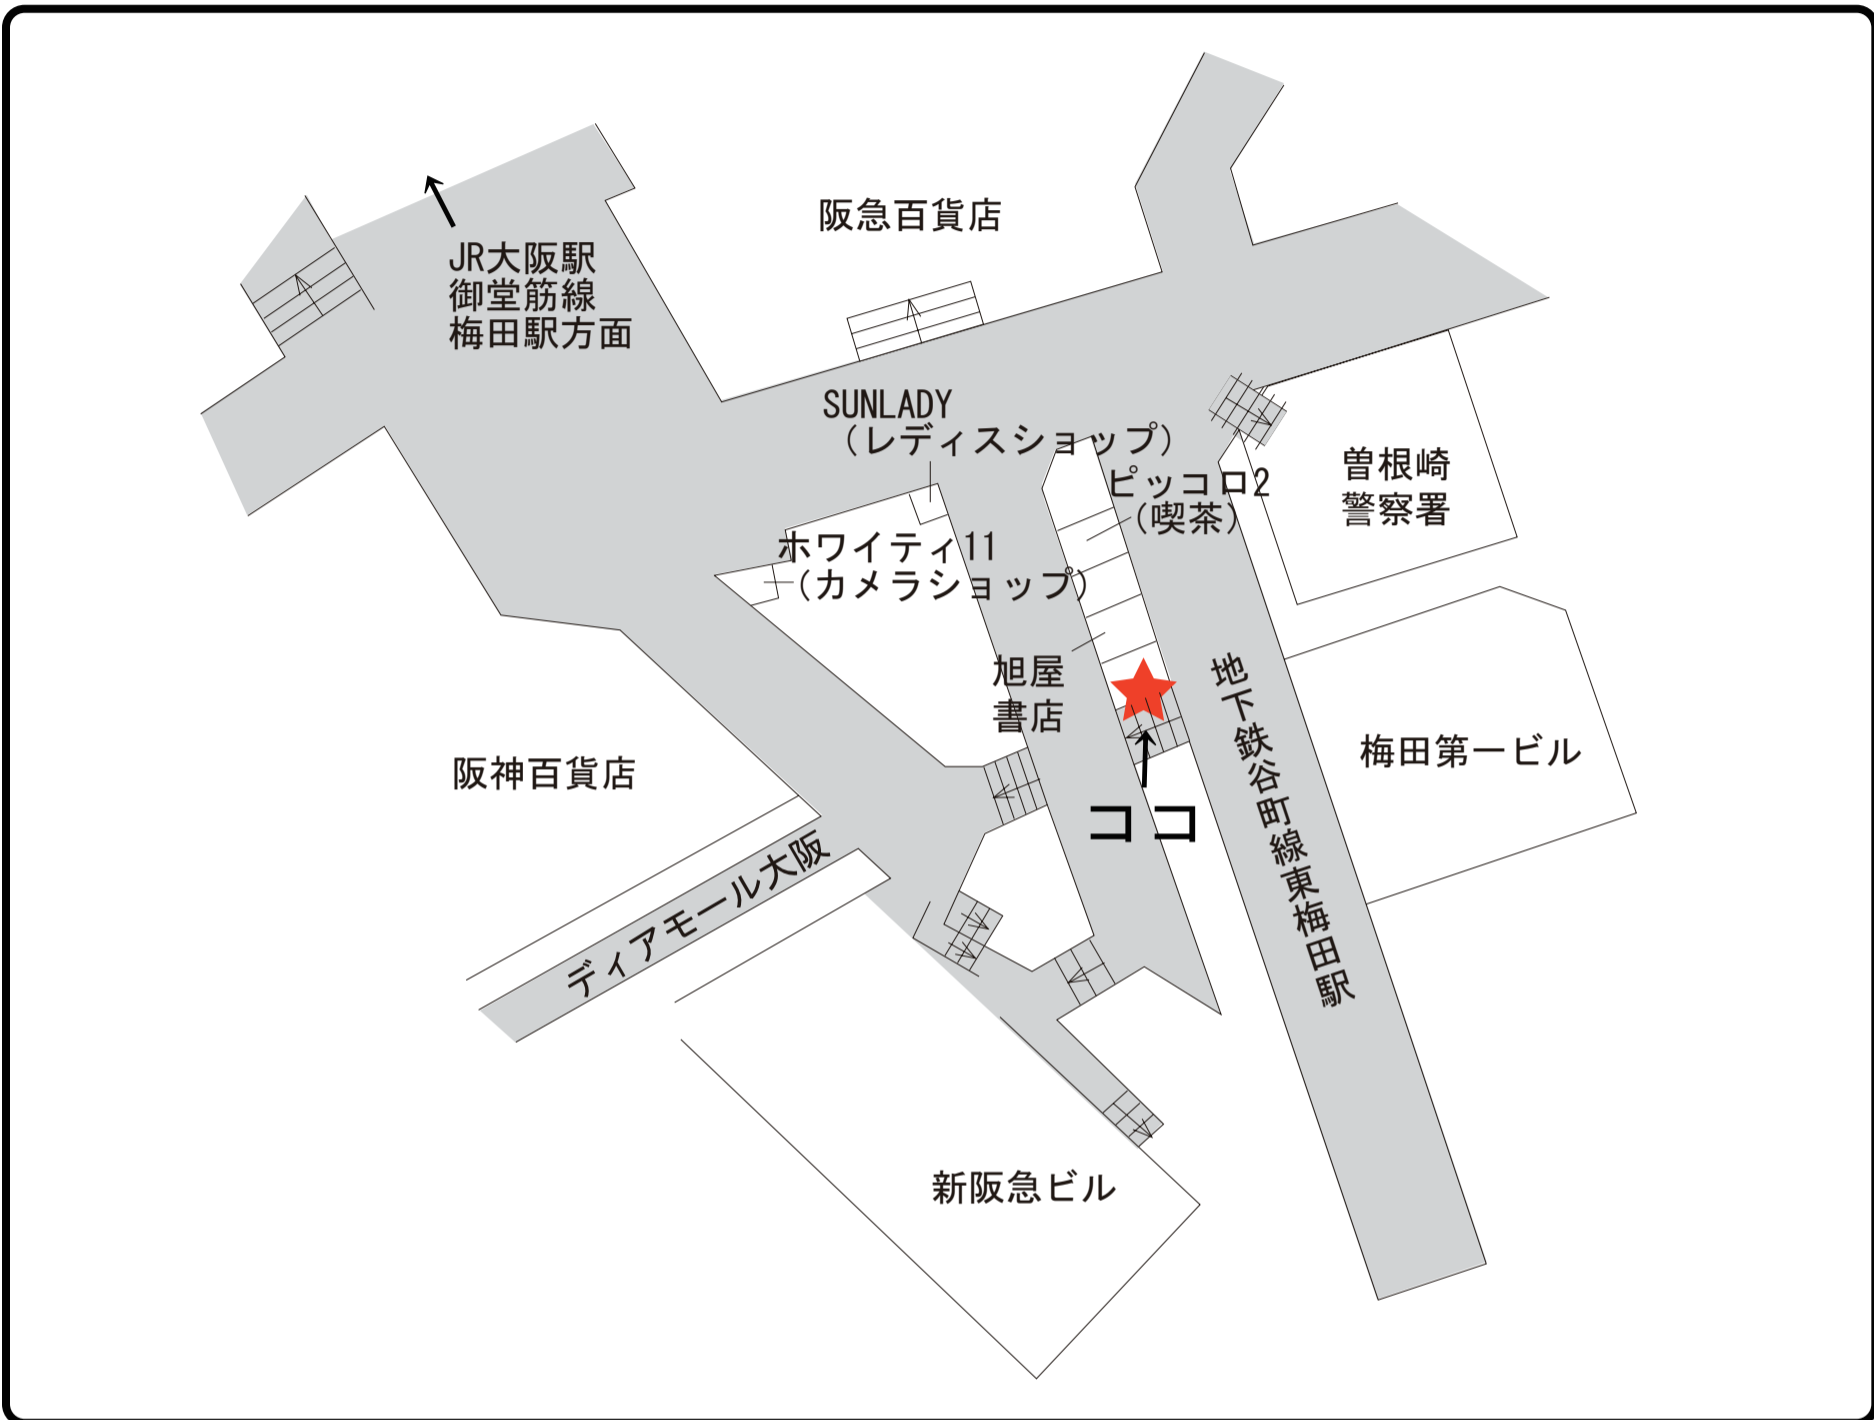 阪急百貨店
JR大阪駅
御堂筋線
梅田駅方面
SUNLADY
(レディスショップ)
ピッコロ2
(喫茶)
曽根崎
警察署
ホワイティ11
(カメラショップ)
旭屋
書店
地下鉄谷町線東梅田駅
梅田第一ビル
阪神百貨店
ココ
ディアモール大阪
新阪急ビル